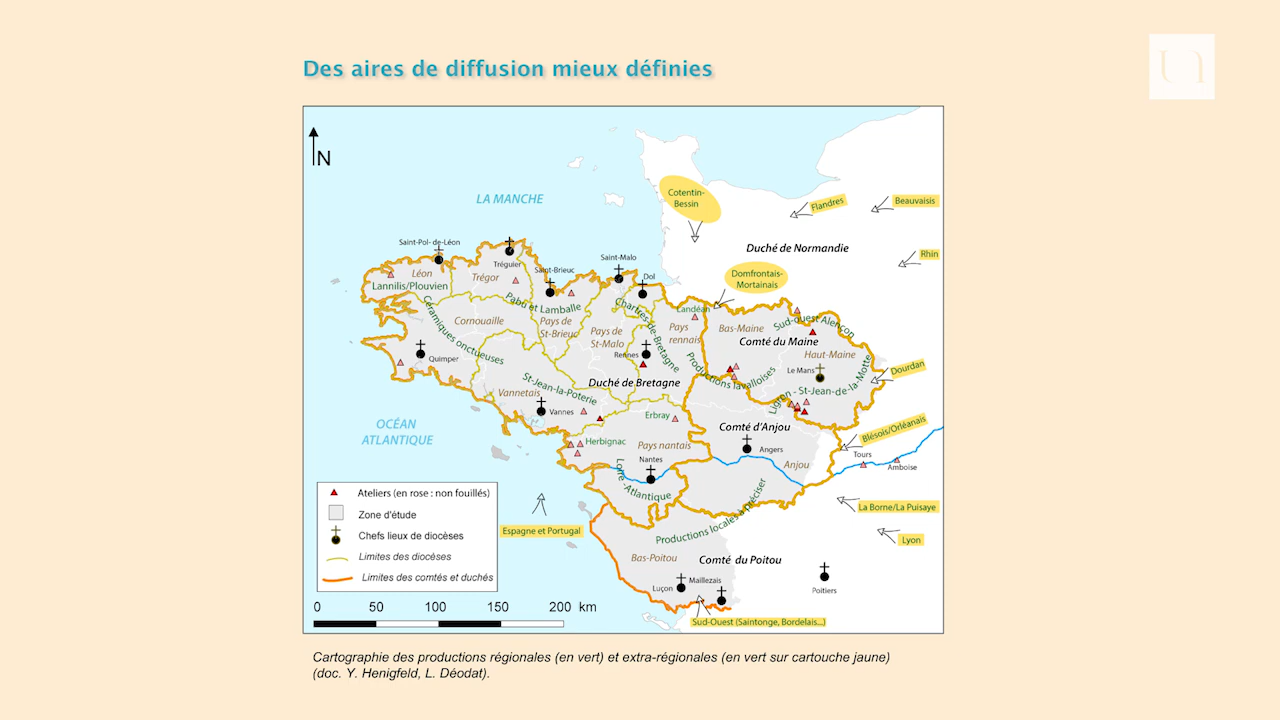 Des aires de diffusion mieux définies
N
LA MANCHE
Cotentin-
Bessin
Flandres
Beauvaisis
Duché de Normandie
Rhin
Saint-Pol- de-Léon
Tréguier
Saint-Brieuc
Saint-Malo
Dol
Domfrontais-
Mortainais
Léon
Lannilis/Plouvien
Trégor
Pabu et Lamballe
Chartres-de-Bretagne
Landéan
Céramiques onctueuses
Cornouaille
Pays de
St-Brieuc
Pays de
St-Malo
Pays
rennais
Bas-Maine
Sud-ouest Alençon
Comté du Maine
Haut-Maine
Quimper
Rennes
Productions lavalloises
Le Mans
Dourdan
Ligron - St-Jean-de-la-Motte
Duché de Bretagne
St-Jean-la-Poterie
Vannetais
Vannes
Erbray
Comté d'Anjou
Blésois/Orléanais
OCÉAN
ATLANTIQUE
Herbignac
Pays nantais
Angers
Anjou
Tours
Amboise
Nantes
Loire -Atlantique
Productions locales à préciser
La Borne/La Puisaye
Espagne et Portugal
Lyon
Bas-Poitou
Comté du Poitou
Luçon
Maillezais
Poitiers
Sud-Ouest (Saintonge, Bordelais...)
Ateliers (en rose : non fouillés)
Zone d'étude
Chefs lieux de diocèses
Limites des diocèses
Limites des comtés et duchés
0 50 100 150 200 km
Cartographie des productions régionales (en vert) et extra-régionales (en vert sur cartouche jaune)
(doc. Y. Henigfeld, L. Déodat).